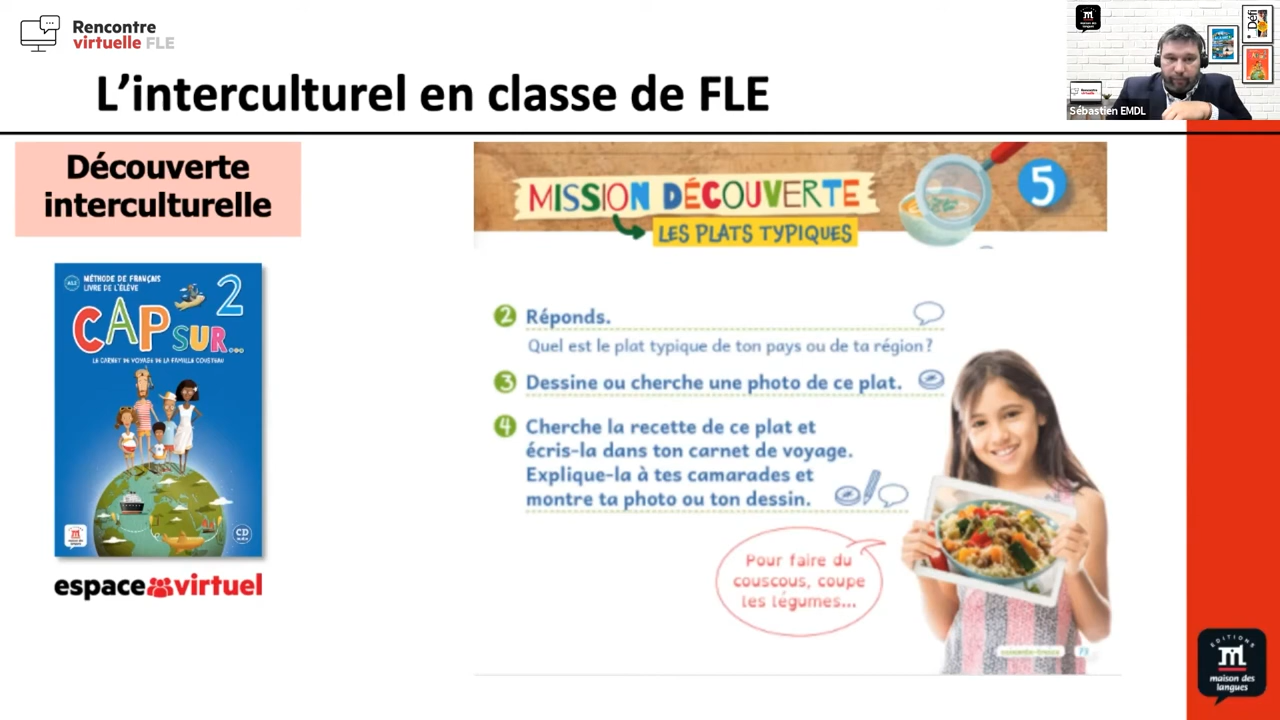 Rencontre
virtuelle FLE
L'interculturel en classe de FLE
Sébastien EMDL
Découverte
interculturelle
MÉTHODE DE FRANÇAIS
LIVRE DE L'ÉLÈVE
2
CAP SUR...
LE CARNET DE VOYAGE DE LA FAMILLE COUSTEAU
CD
maison des
langues
espace virtuel
MISSION DÉCOUVERTE
5
LES PLATS TYPIQUES
2 Réponds.
Quel est le plat typique de ton pays ou de ta région?
3 Dessine ou cherche une photo de ce plat.
4 Cherche la recette de ce plat et
écris-la dans ton carnet de voyage.
Explique-la à tes camarades et
montre ta photo ou ton dessin.
Pour faire du
couscous, coupe
les légumes...
73
EDITIONS
maison des
langues